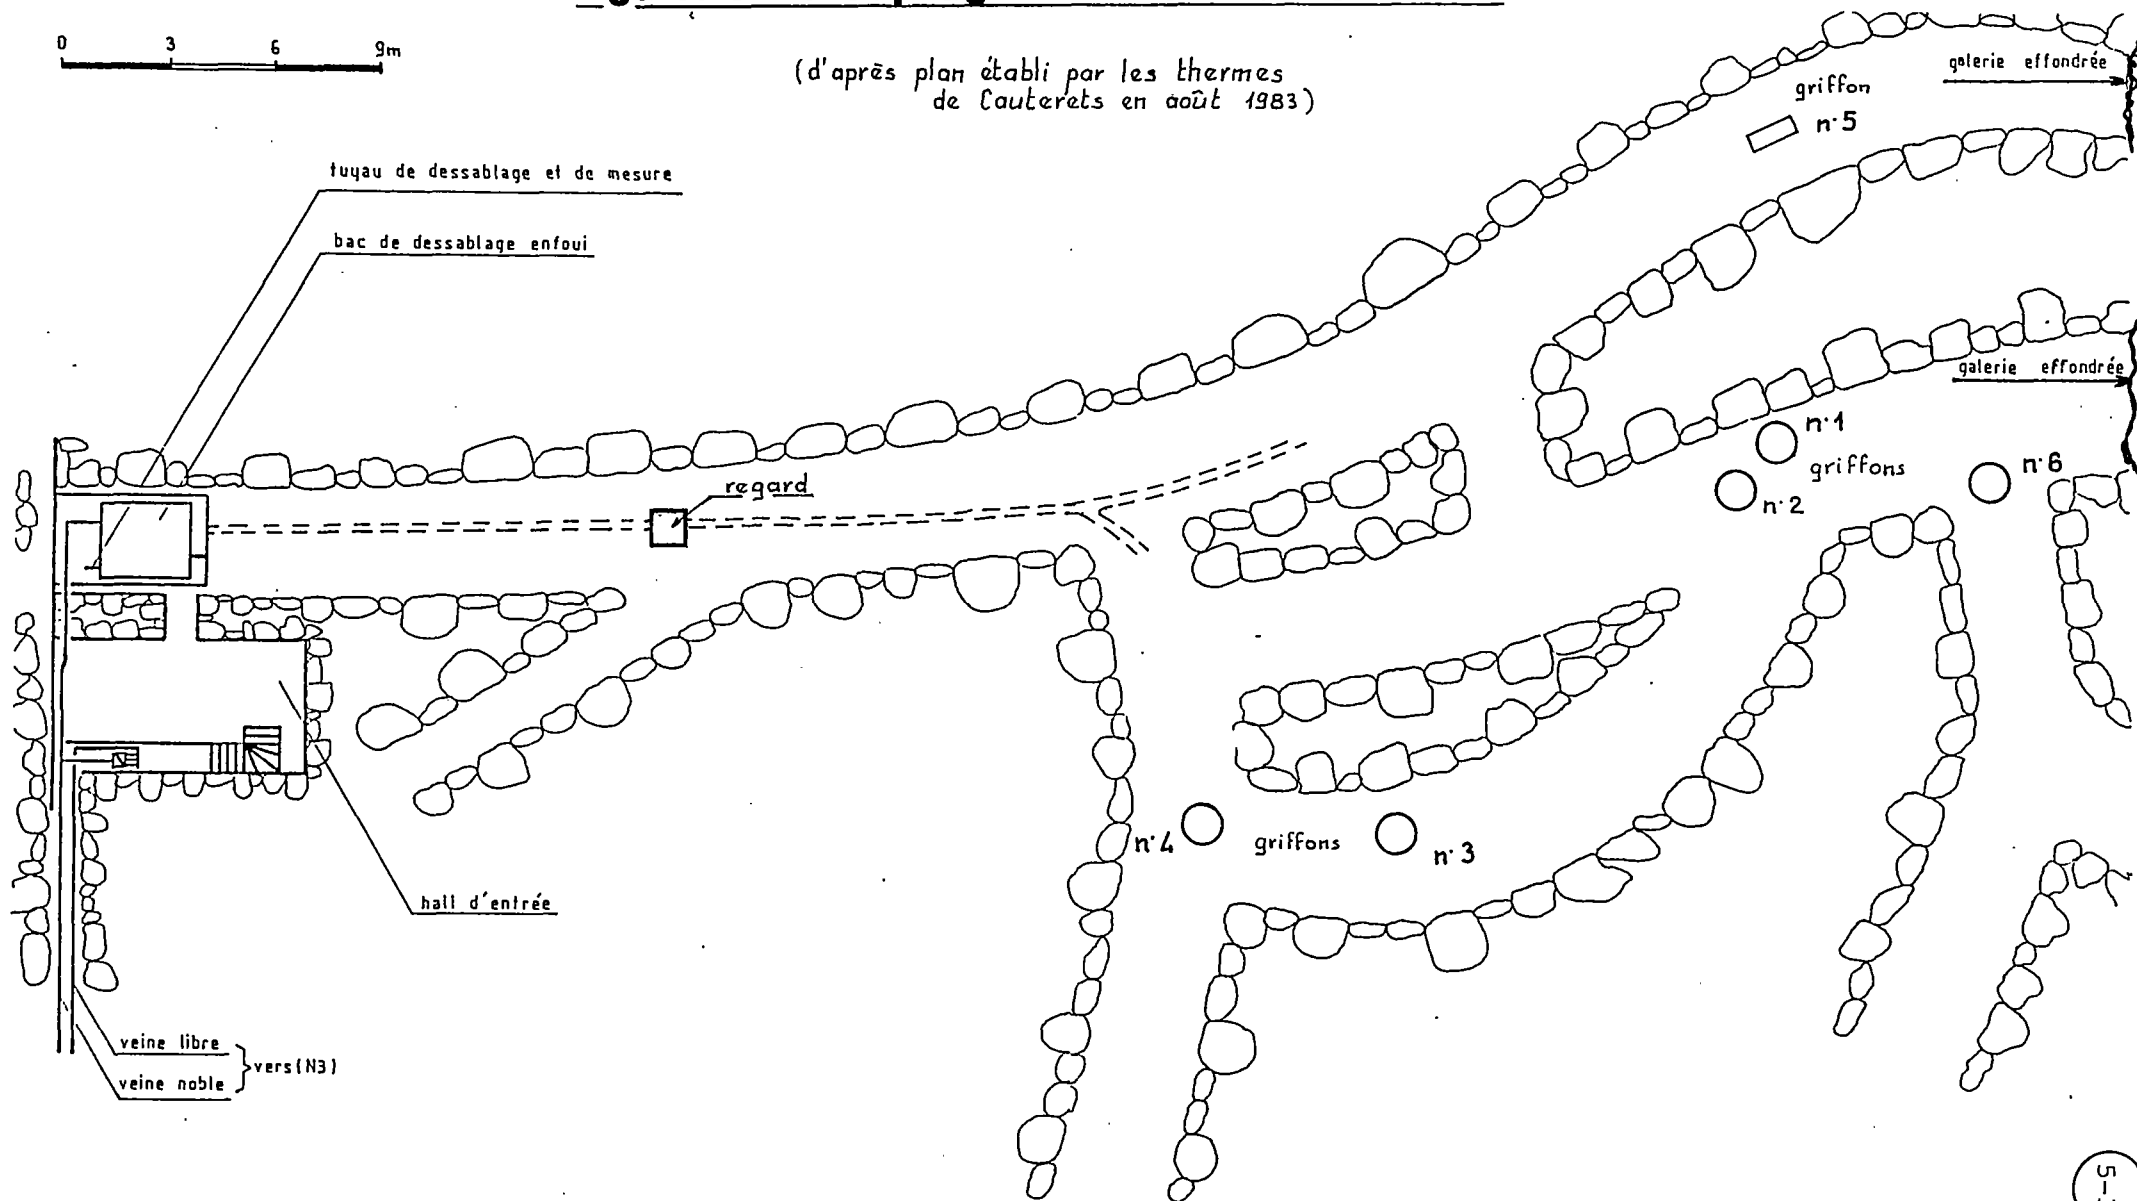 0 3 6 9m
(d'après plan établi par les thermes
de Cauterets en août 1983)
galerie effondrée
griffon
n°5
tuyau de dessablage et de mesure
bac de dessablage enfoui
galerie effondrée
n°1
griffons
n°6
n°2
regard
n°4
griffons
n°3
hall d'entrée
veine libre
vers (N3)
veine noble